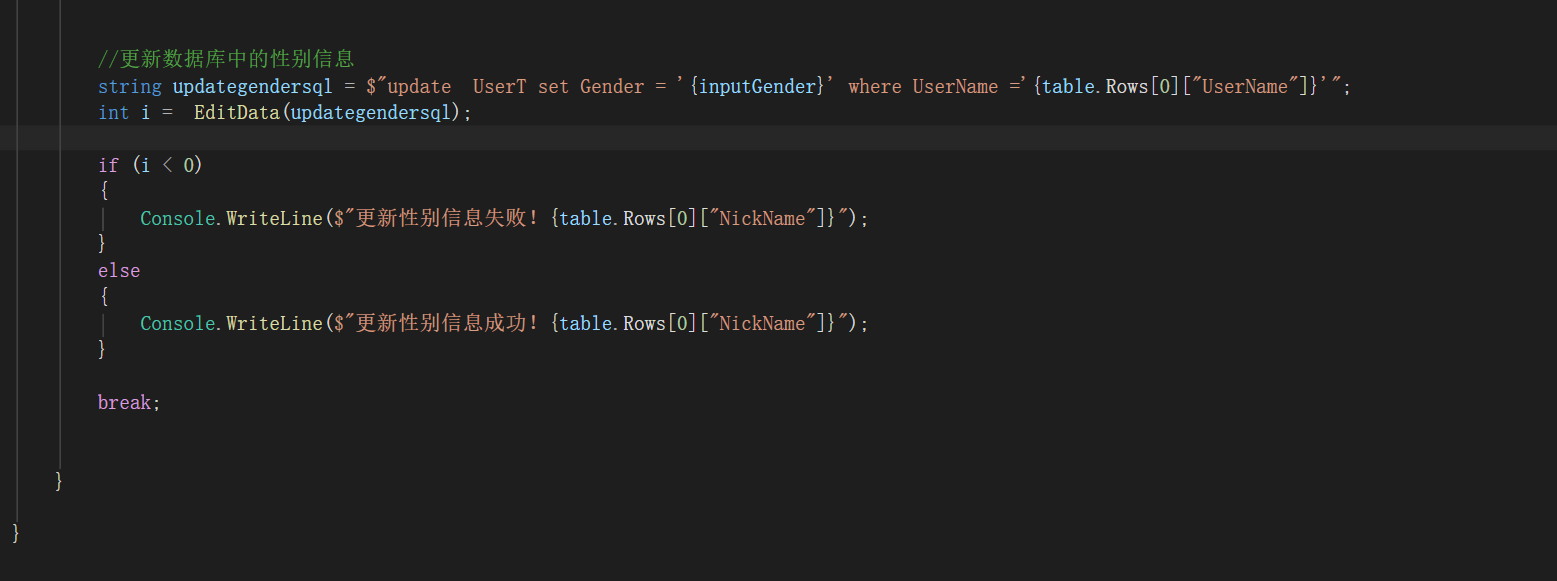 //更新数据库中的性别信息
string updategendersql = $"update  UserT set Gender = '{inputGender}' where UserName ='{table.Rows[0]["UserName"]}'";
int i =  EditData(updategendersql);
if (i < 0)
{
Console.WriteLine($"更新性别信息失败! {table.Rows[0]["NickName"]}");
}
else
{
Console.WriteLine($"更新性别信息成功! {table.Rows[0]["NickName"]}");
}
break;
}
}